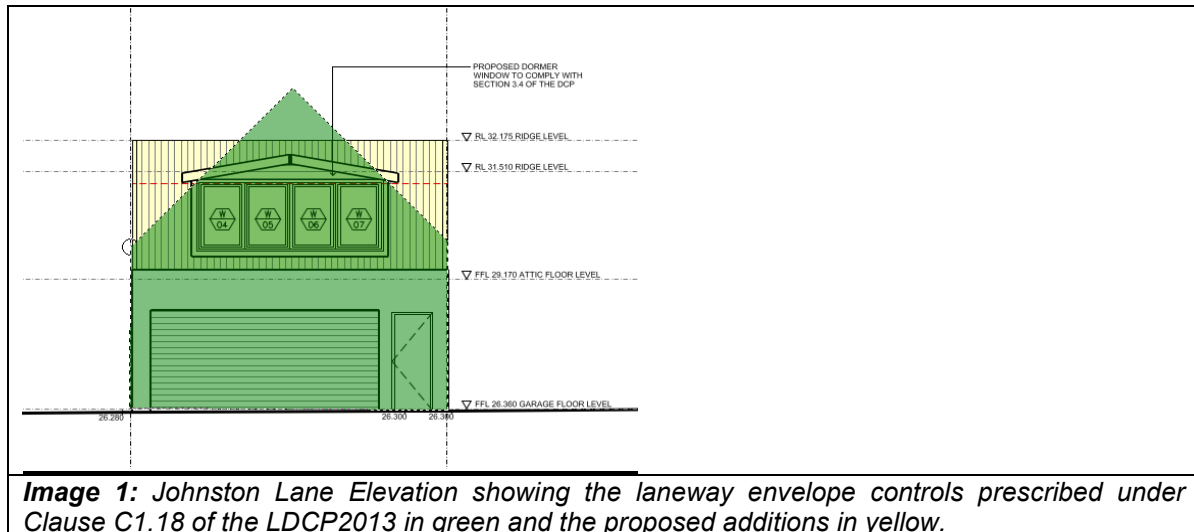 PROPOSED DORMER
WINDOW TO COMPLY WITH
SECTION 3.4 OF THE DCP
RL 32.175 RIDGE LEVEL
RL 31.510 RIDGE LEVEL
W
04
W
05
W
06
W
07
FFL 29.170 ATTIC FLOOR LEVEL
FFL 26.360 GARAGE FLOOR LEVEL
26.280
26.300
Image 1: Johnston Lane Elevation showing the laneway envelope controls prescribed under
Clause C1.18 of the LDCP2013 in green and the proposed additions in yellow.